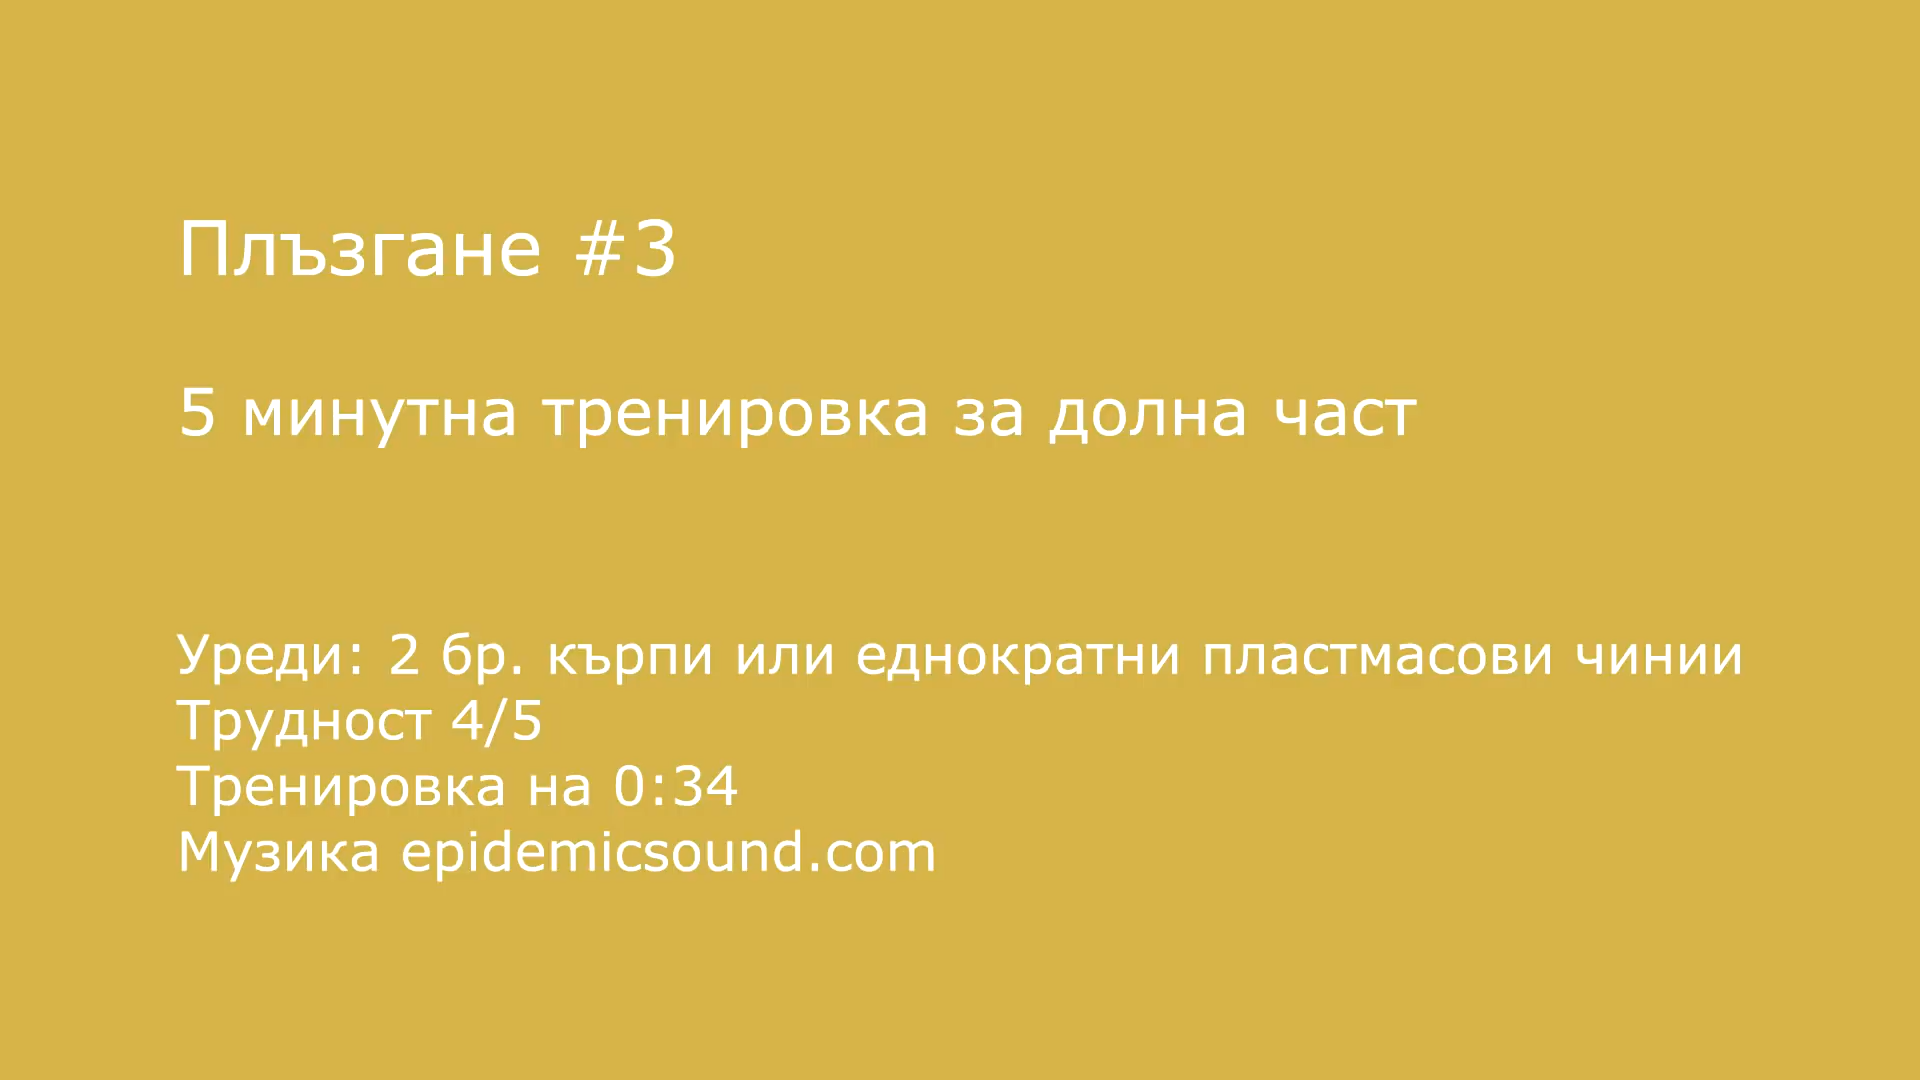 Плъзгане #3
5 минутна тренировка за долна част
Уреди: 2 бр. кърпи или еднократни пластмасови чинии
Трудност 4/5
Тренировка на 0:34
Музика epidemicsound.com